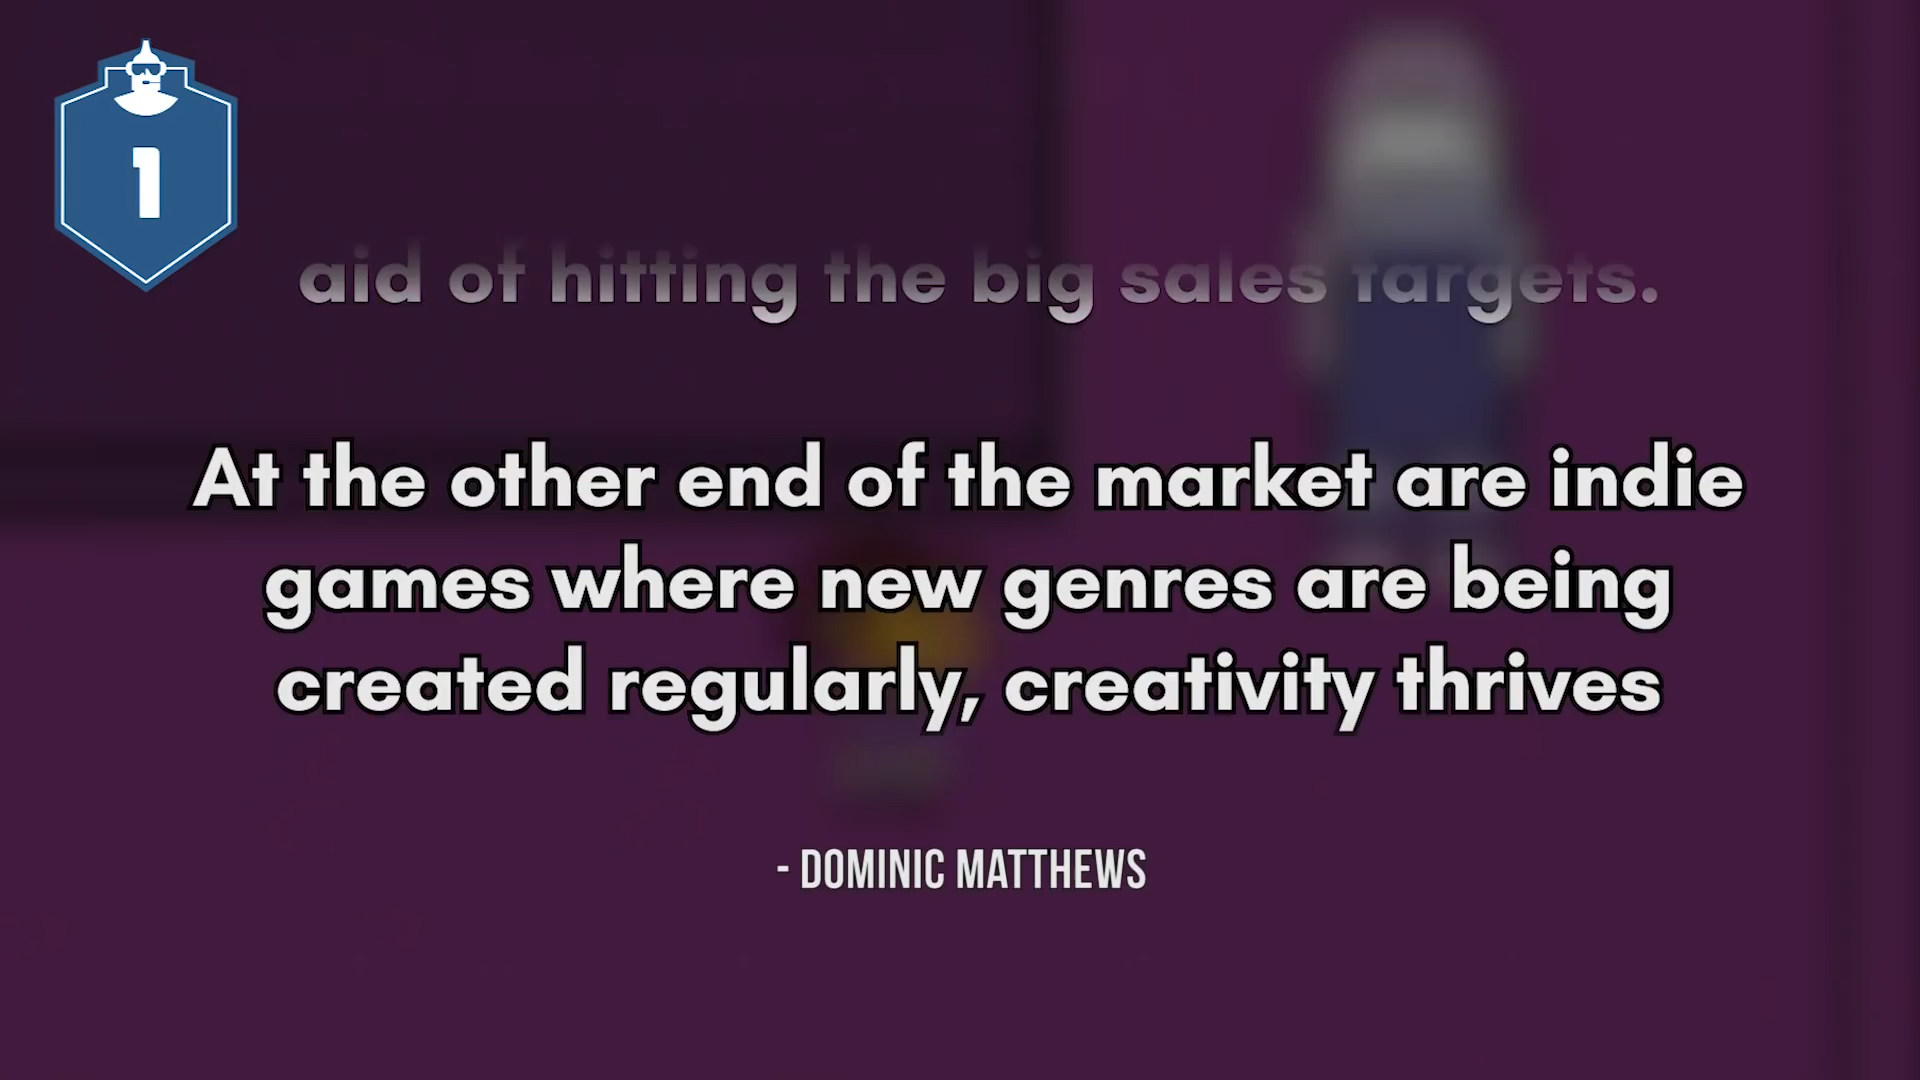 1
aid of hitting the big sales targets.
At the other end of the market are indie
games where new genres are being
created regularly, creativity thrives
- DOMINIC MATTHEWS